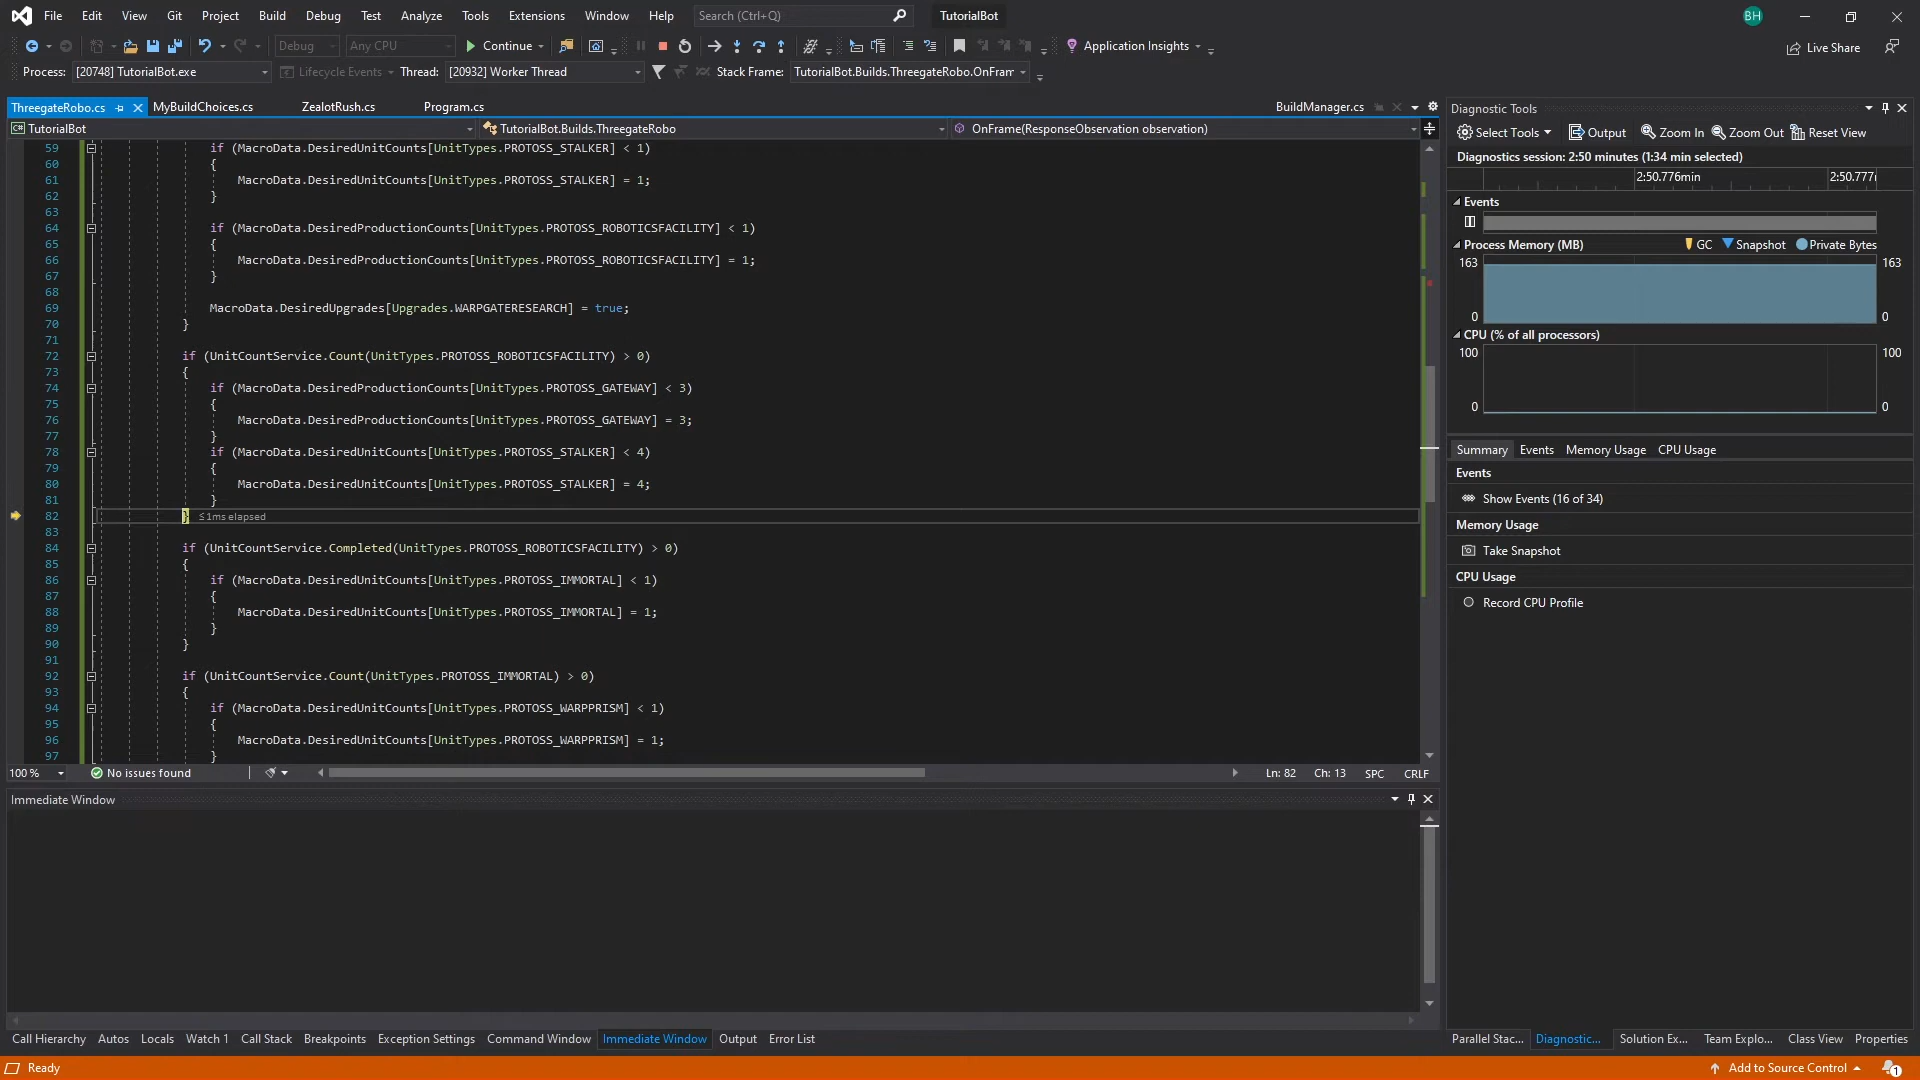 File Edit View Git Project Build Debug Test Analyze Tools Extensions Window Help Search (Ctrl+Q) TutorialBot BH
Debug Any CPU Continue Application Insights Live Share
Process: [20748] TutorialBot.exe Lifecycle Events Thread: [20932] Worker Thread Stack Frame: TutorialBot.Builds.ThreegateRobo.OnFram
ThreegateRobo.cs MyBuildChoices.cs ZealotRush.cs Program.cs BuildManager.cs
C# TutorialBot TutorialBot.Builds.ThreegateRobo OnFrame(ResponseObservation observation)
59 if (MacroData.DesiredUnitCounts[UnitTypes.PROTOSS_STALKER] < 1)
60 {
61 MacroData.DesiredUnitCounts[UnitTypes.PROTOSS_STALKER] = 1;
62 }
63
64 if (MacroData.DesiredProductionCounts[UnitTypes.PROTOSS_ROBOTICSFACILITY] < 1)
65 {
66 MacroData.DesiredProductionCounts[UnitTypes.PROTOSS_ROBOTICSFACILITY] = 1;
67 }
68
69 MacroData.DesiredUpgrades[Upgrades.WARPGATERESEARCH] = true;
70 }
71
72 if (UnitCountService.Count(UnitTypes.PROTOSS_ROBOTICSFACILITY) > 0)
73 {
74 if (MacroData.DesiredProductionCounts[UnitTypes.PROTOSS_GATEWAY] < 3)
75 {
76 MacroData.DesiredProductionCounts[UnitTypes.PROTOSS_GATEWAY] = 3;
77 }
78 if (MacroData.DesiredUnitCounts[UnitTypes.PROTOSS_STALKER] < 4)
79 {
80 MacroData.DesiredUnitCounts[UnitTypes.PROTOSS_STALKER] = 4;
81 }
82 } ≤1ms elapsed
83
84 if (UnitCountService.Completed(UnitTypes.PROTOSS_ROBOTICSFACILITY) > 0)
85 {
86 if (MacroData.DesiredUnitCounts[UnitTypes.PROTOSS_IMMORTAL] < 1)
87 {
88 MacroData.DesiredUnitCounts[UnitTypes.PROTOSS_IMMORTAL] = 1;
89 }
90 }
91
92 if (UnitCountService.Count(UnitTypes.PROTOSS_IMMORTAL) > 0)
93 {
94 if (MacroData.DesiredUnitCounts[UnitTypes.PROTOSS_WARPPRISM] < 1)
95 {
96 MacroData.DesiredUnitCounts[UnitTypes.PROTOSS_WARPPRISM] = 1;
97 }
100 % No issues found Ln: 82 Ch: 13 SPC CRLF
Immediate Window
Call Hierarchy Autos Locals Watch 1 Call Stack Breakpoints Exception Settings Command Window Immediate Window Output Error List
Diagnostic Tools
Select Tools Output Zoom In Zoom Out Reset View
Diagnostics session: 2:50 minutes (1:34 min selected)
2:50.776min 2:50.777
Events
Process Memory (MB) GC Snapshot Private Bytes
163 163
0 0
CPU (% of all processors)
100 100
0 0
Summary Events Memory Usage CPU Usage
Events
Show Events (16 of 34)
Memory Usage
Take Snapshot
CPU Usage
Record CPU Profile
Parallel Stac... Diagnostic... Solution Ex... Team Explo... Class View Properties
Ready Add to Source Control 1